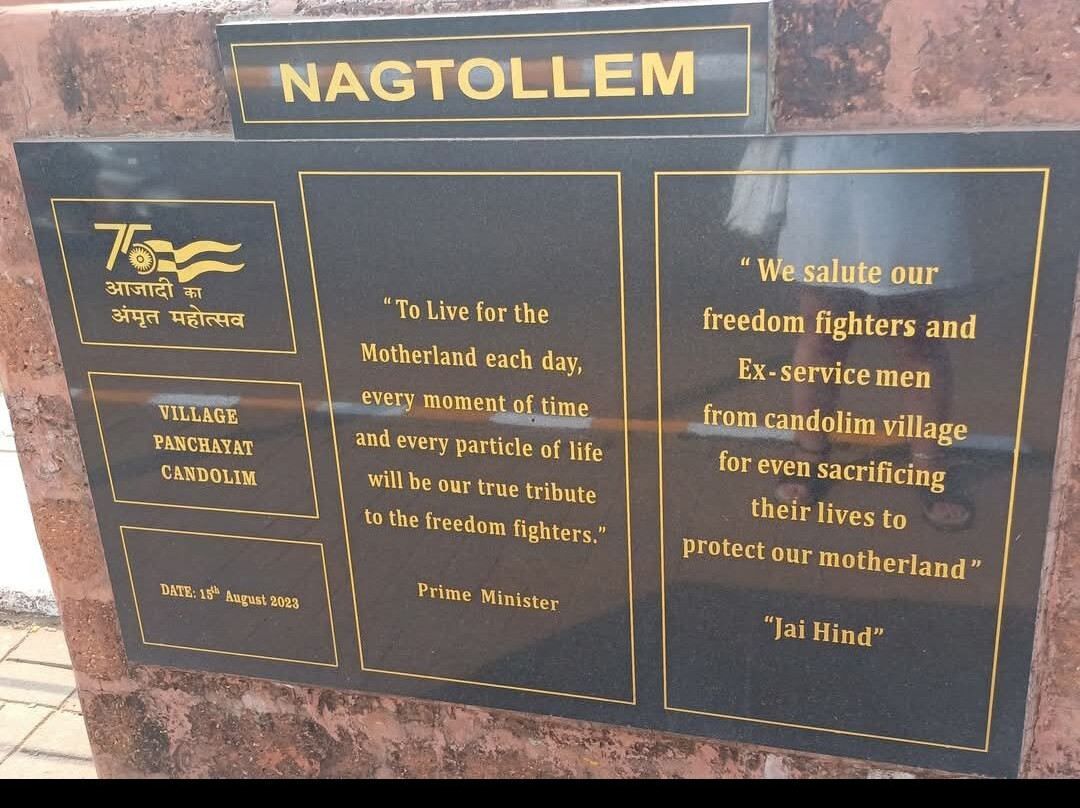 NAGTOLLEM
75
आजादी का
अंमृत महोत्सव
VILLAGE
PANCHAYAT
CANDOLIM
DATE: 15th August 2023
“To Live for the
Motherland each day,
every moment of time
and every particle of life
will be our true tribute
to the freedom fighters.”
Prime Minister
“ We salute our
freedom fighters and
Ex-service men
from candolim village
for even sacrificing
their lives to
protect our motherland”
“Jai Hind”